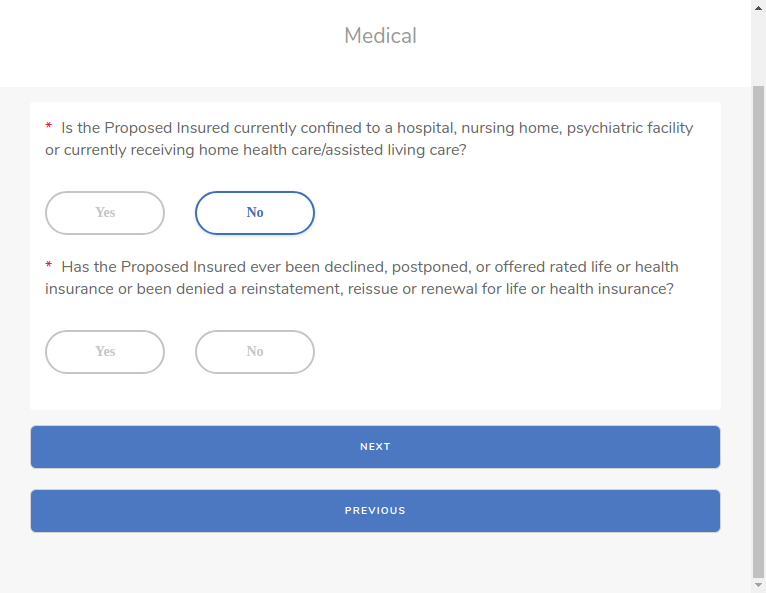 Medical
* Is the Proposed Insured currently confined to a hospital, nursing home, psychiatric facility
or currently receiving home health care/assisted living care?
Yes No
* Has the Proposed Insured ever been declined, postponed, or offered rated life or health
insurance or been denied a reinstatement, reissue or renewal for life or health insurance?
Yes No
NEXT
PREVIOUS